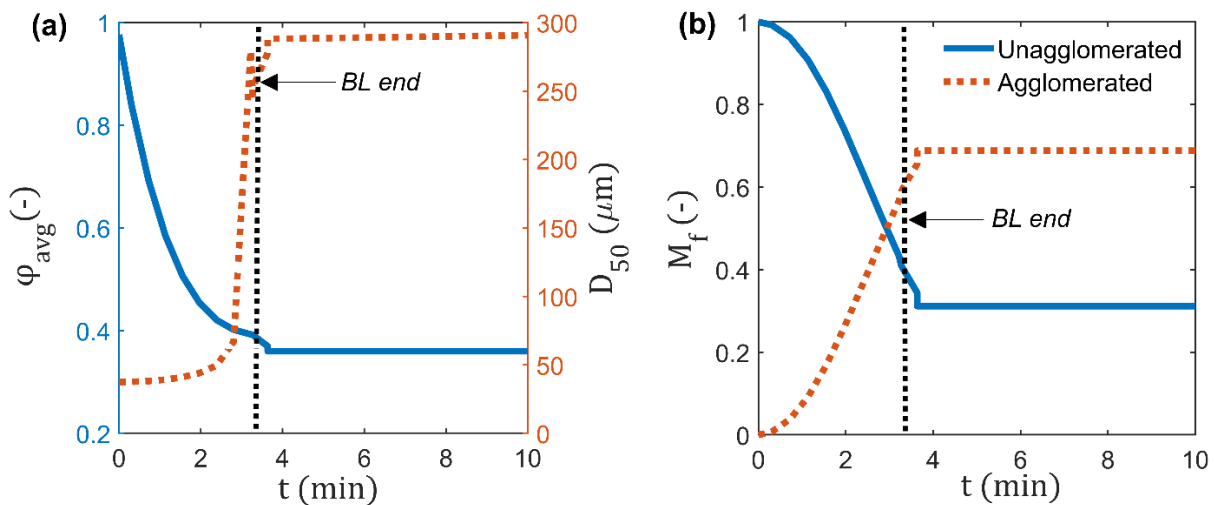 (a)
1
0.8
0.6
0.4
0.2
φavg(-)
300
250
200
150
100
50
0
D50 (μm)
BL end
0 2 4 6 8 10
t (min)
(b)
1
0.8
0.6
0.4
0.2
0
Mf (-)
Unagglomerated
Agglomerated
BL end
0 2 4 6 8 10
t (min)